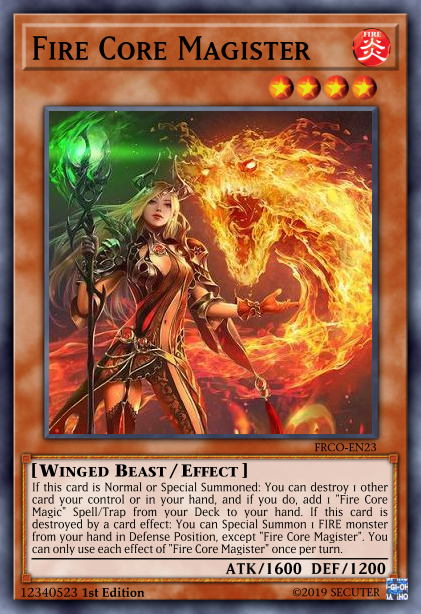 Fire Core Magister
FIRE
炎
FRCO-EN23
[Winged Beast/Effect]
If this card is Normal or Special Summoned: You can destroy 1 other
card your control or in your hand, and if you do, add 1 "Fire Core
Magic" Spell/Trap from your Deck to your hand. If this card is
destroyed by a card effect: You can Special Summon 1 FIRE monster
from your hand in Defense Position, except "Fire Core Magister". You
can only use each effect of "Fire Core Magister" once per turn.
ATK/1600 DEF/1200
12340523 1st Edition
©2019 SECUTER